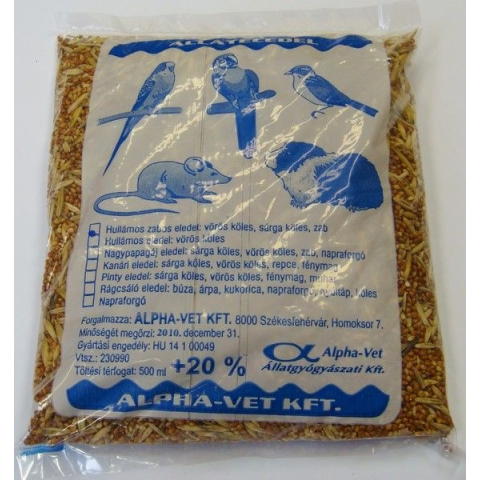 ÁLLATELEDEL
Hullámos zabos eledel: vörös köles, sárga köles, zab
Hullámos eledel: vörös köles
Nagypapagáj eledel: sárga köles, vörös köles, zab, napraforgó
Kanári eledel: sárga köles, vörös köles, repce, fénymag
Pinty eledel: sárga köles, vörös köles, fénymag, muhar
Rágcsáló eledel: búza, árpa, kukorica, napraforgó, nyúltáp, köles
Napraforgó
Forgalmazza: ALPHA-VET KFT. 8000 Székesfehérvár, Homoksor 7.
Minőségét megőrzi: 2010. december 31.
Gyártási engedély: HU 14 1 00049
Vtsz.: 230990
Töltési térfogat: 500 ml +20 %
Alpha-Vet
Állatgyógyászati Kft.
ALPHA-VET KFT.